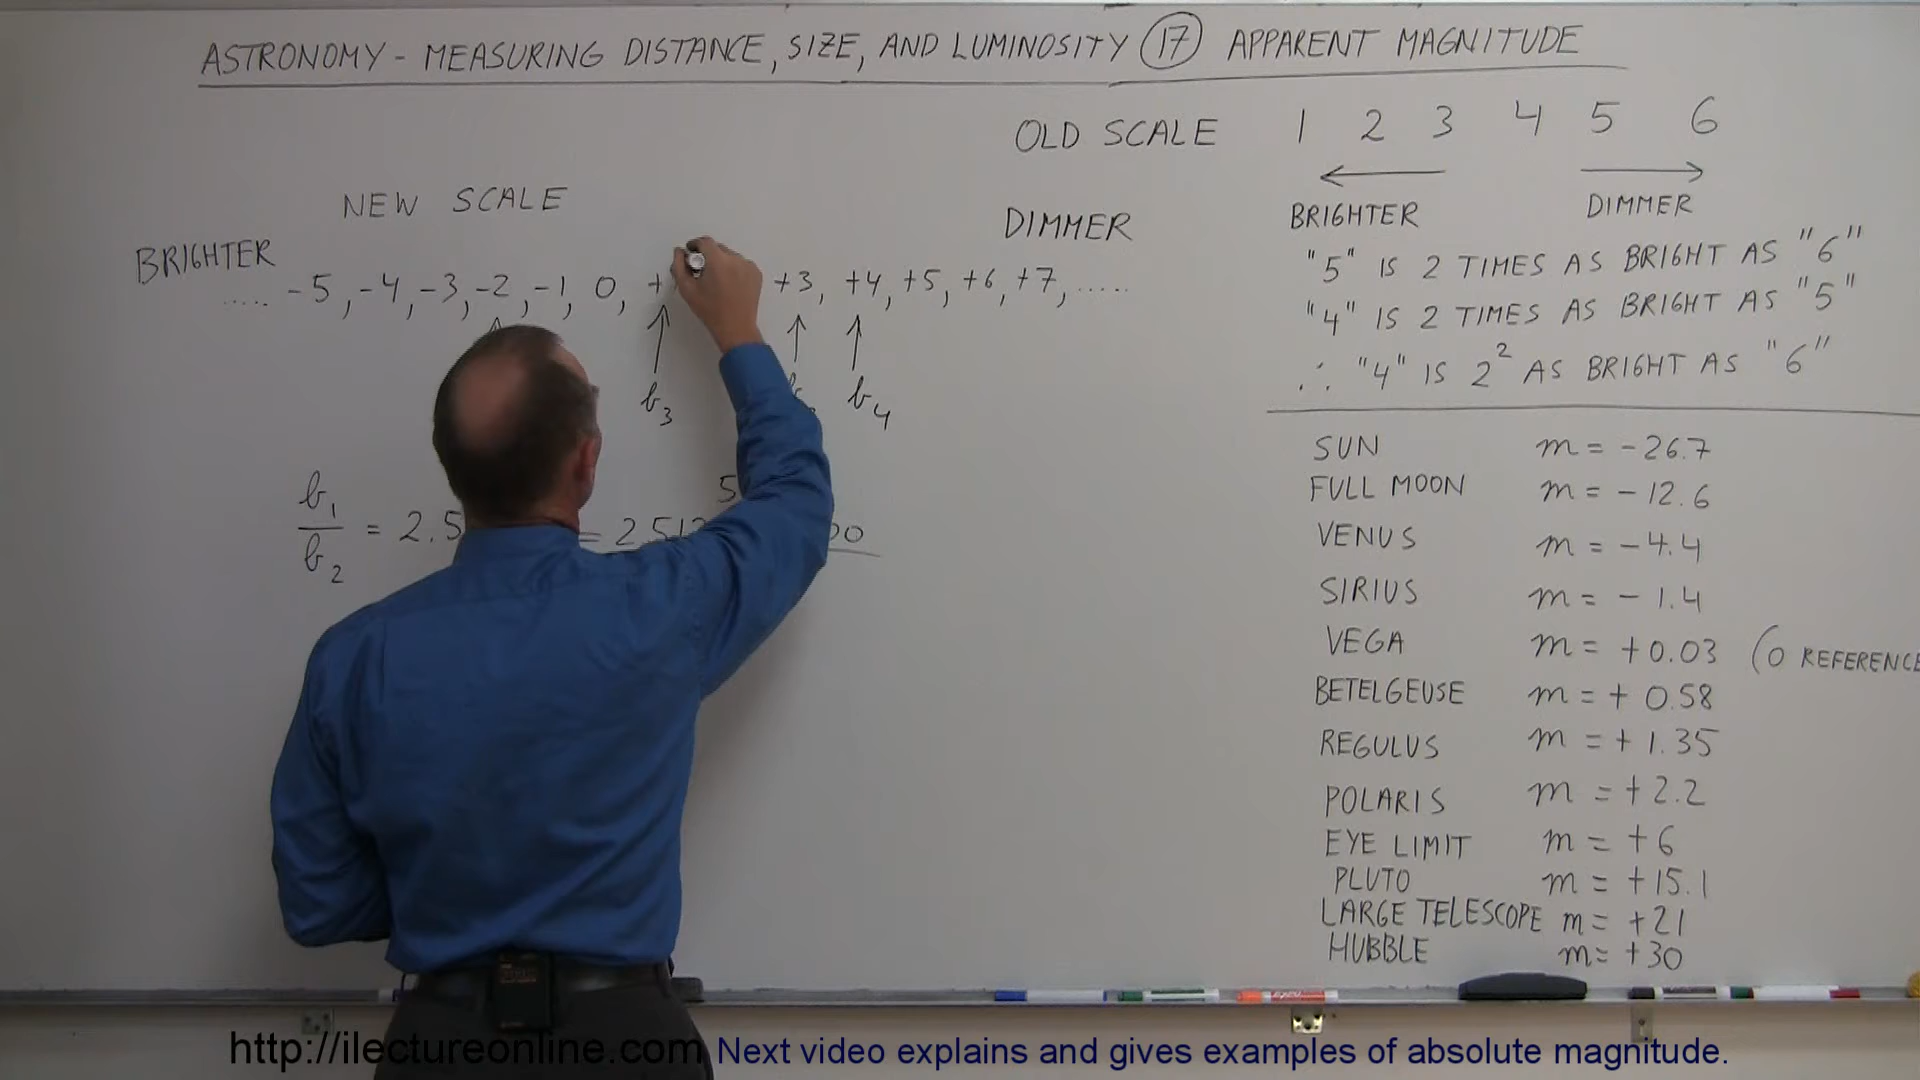 ASTRONOMY - MEASURING DISTANCE, SIZE, AND LUMINOSITY 17 APPARENT MAGNITUDE
OLD SCALE 1 2 3 4 5 6
BRIGHTER DIMMER
"5" IS 2 TIMES AS BRIGHT AS "6"
"4" IS 2 TIMES AS BRIGHT AS "5"
∴ "4" IS 2² AS BRIGHT AS "6"
NEW SCALE
BRIGHTER DIMMER
..... -5, -4, -3, -2, -1, 0, +3, +4, +5, +6, +7, .....
b₃ b₄
b₁
b₂
= 2.5 = 2.512
SUN m = -26.7
FULL MOON m = -12.6
VENUS m = -4.4
SIRIUS m = -1.4
VEGA m = +0.03 (0 REFERENCE
BETELGEUSE m = +0.58
REGULUS m = +1.35
POLARIS m = +2.2
EYE LIMIT m = +6
PLUTO m = +15.1
LARGE TELESCOPE m = +21
HUBBLE m = +30
http://ilectureonline.com Next video explains and gives examples of absolute magnitude.